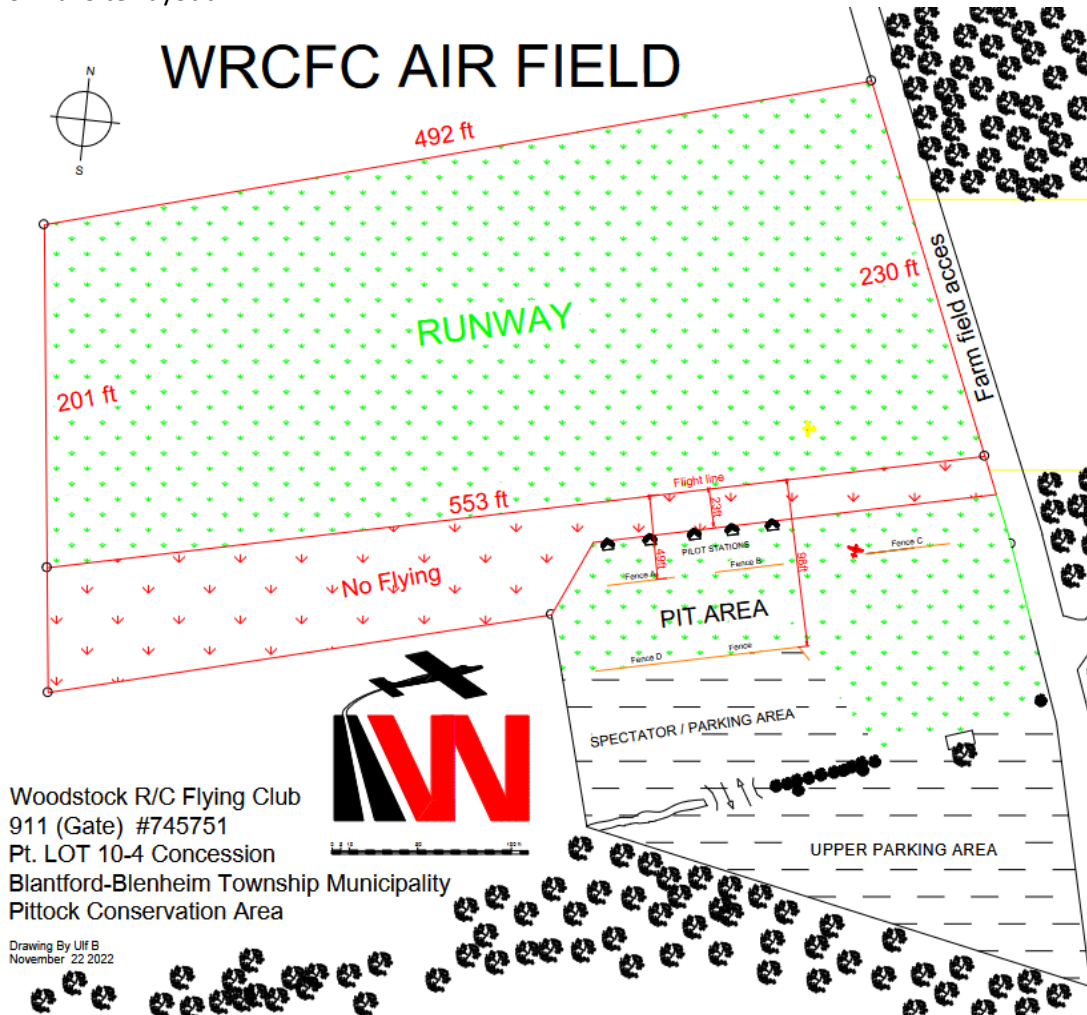 WRCFC AIR FIELD
N
S
492 ft
230 ft
Farm field acces
RUNWAY
201 ft
553 ft
Flight line
23ft
49ft
98ft
No Flying
PILOT STATIONS
Fence A
Fence B
Fence C
PIT AREA
Fence D
Fence
SPECTATOR / PARKING AREA
UPPER PARKING AREA
W
Woodstock R/C Flying Club
911 (Gate) #745751
Pt. LOT 10-4 Concession
Blantford-Blenheim Township Municipality
Pittock Conservation Area
Drawing By Ulf B
November 22 2022